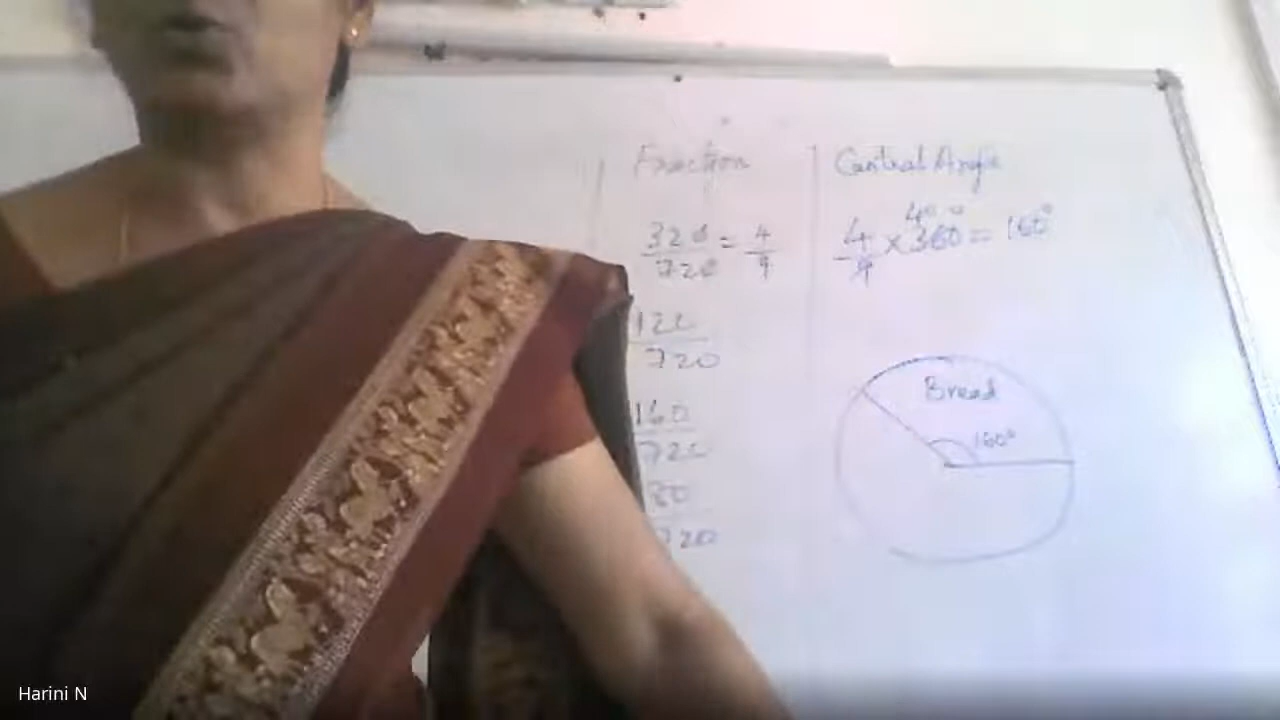 Fraction Central Angle
320/720 = 4/9 4/9 × 360° = 160°
40
120/720
160/720
80/720
Bread
160°
Harini N